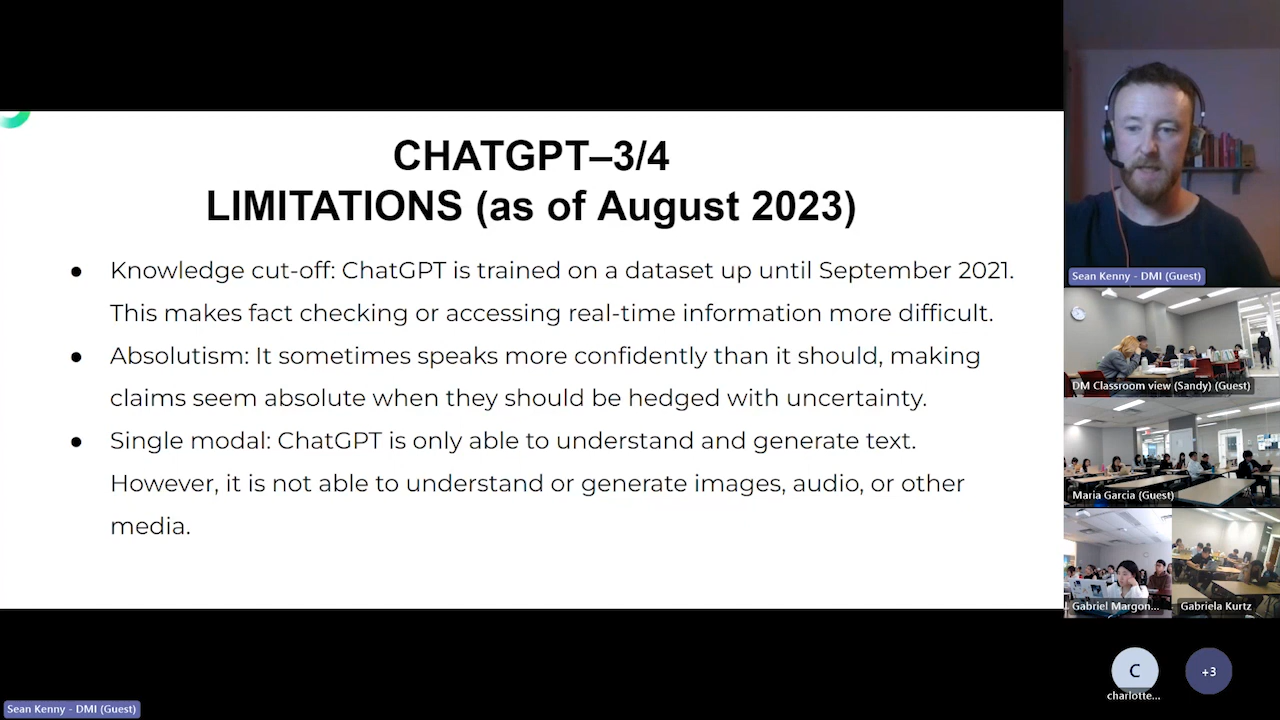 CHATGPT–3/4
LIMITATIONS (as of August 2023)
● Knowledge cut-off: ChatGPT is trained on a dataset up until September 2021.
This makes fact checking or accessing real-time information more difficult.
● Absolutism: It sometimes speaks more confidently than it should, making
claims seem absolute when they should be hedged with uncertainty.
● Single modal: ChatGPT is only able to understand and generate text.
However, it is not able to understand or generate images, audio, or other
media.
Sean Kenny - DMI (Guest)
DM Classroom view (Sandy) (Guest)
Maria Garcia (Guest)
Gabriel Margon...
Gabriela Kurtz
C
charlotte...
+3
Sean Kenny - DMI (Guest)